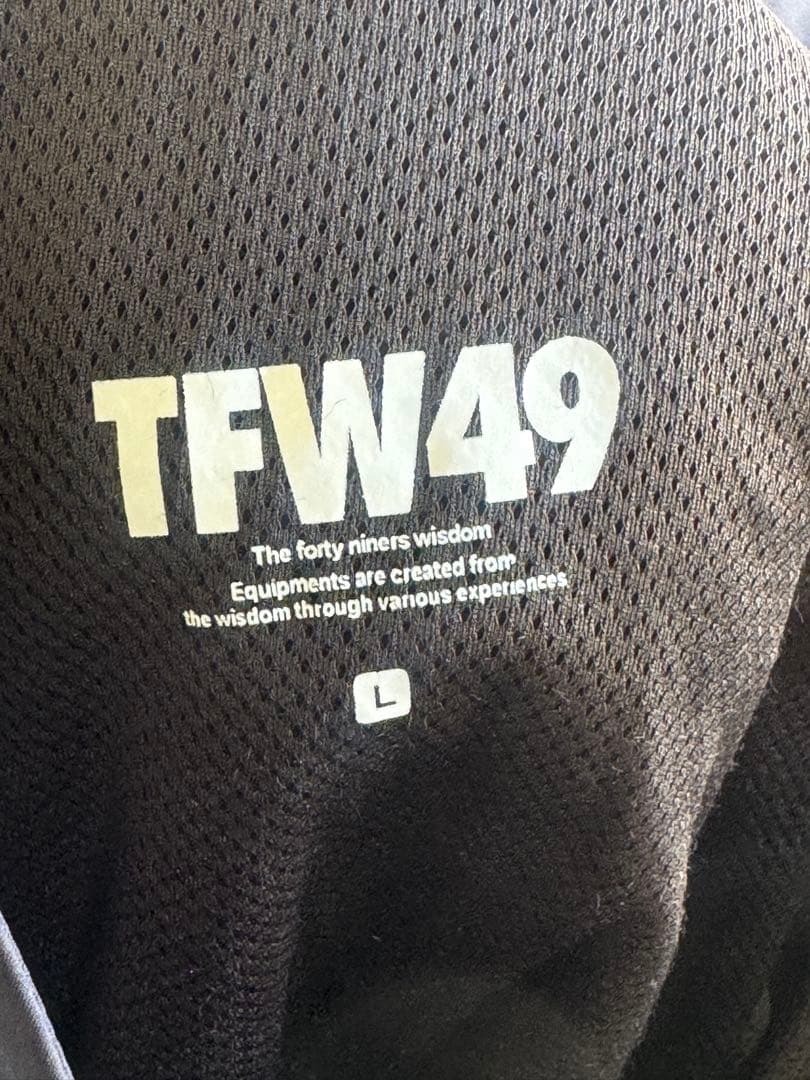 TFW49
The forty niners wisdom
Equipments are created from
the wisdom through various experiences
L